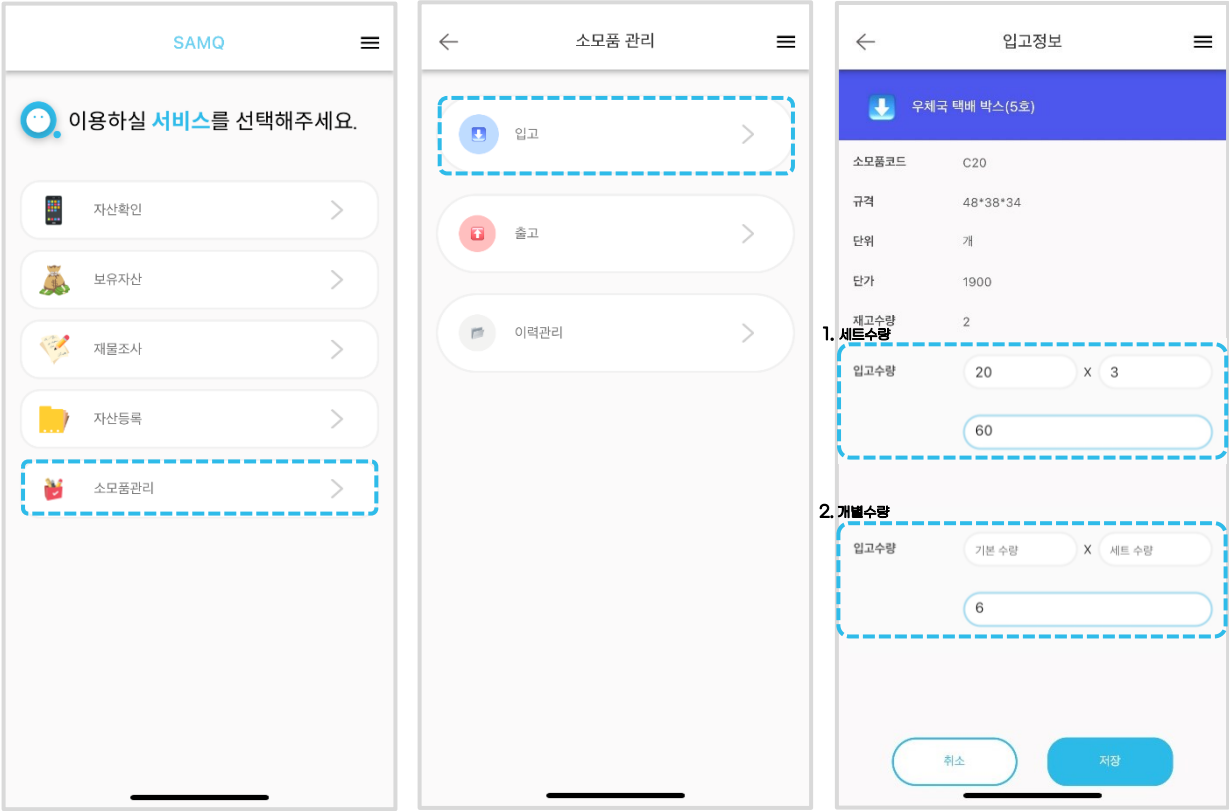 SAMQ
이용하실 서비스를 선택해주세요.
자산확인
보유자산
재물조사
자산등록
소모품관리
소모품 관리
입고
출고
이력관리
입고정보
우체국 택배 박스(5호)
소모품코드 C20
규격 48*38*34
단위 개
단가 1900
재고수량 2
1. 세트수량
입고수량 20 X 3
60
2. 개별수량
입고수량 기본 수량 X 세트 수량
6
취소 저장